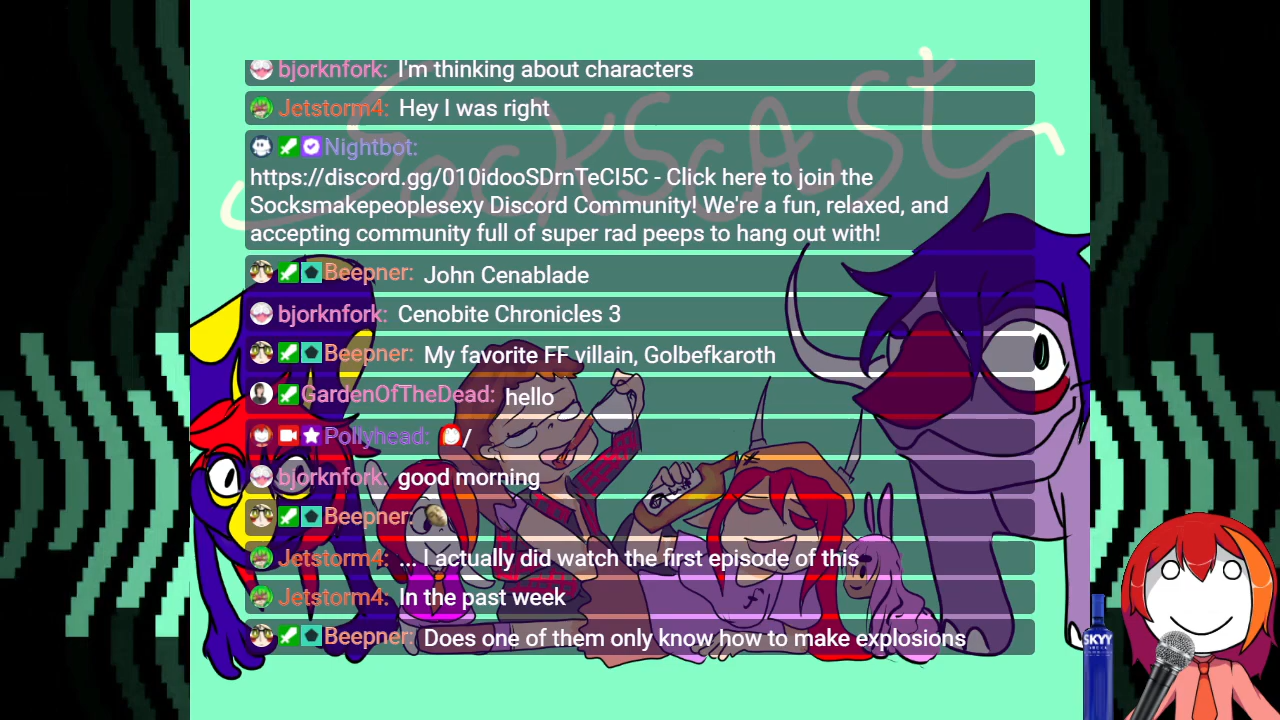 SocksCast
bjorknfork: I'm thinking about characters
Jetstorm4: Hey I was right
Nightbot:
https://discord.gg/010idooSDrnTeCI5C - Click here to join the
Socksmakepeoplesexy Discord Community! We're a fun, relaxed, and
accepting community full of super rad peeps to hang out with!
Beepner: John Cenablade
bjorknfork: Cenobite Chronicles 3
Beepner: My favorite FF villain, Golbefkaroth
GardenOfTheDead: hello
Pollyhead: /
bjorknfork: good morning
Beepner:
Jetstorm4: ... I actually did watch the first episode of this
Jetstorm4: In the past week
Beepner: Does one of them only know how to make explosions
SKYY